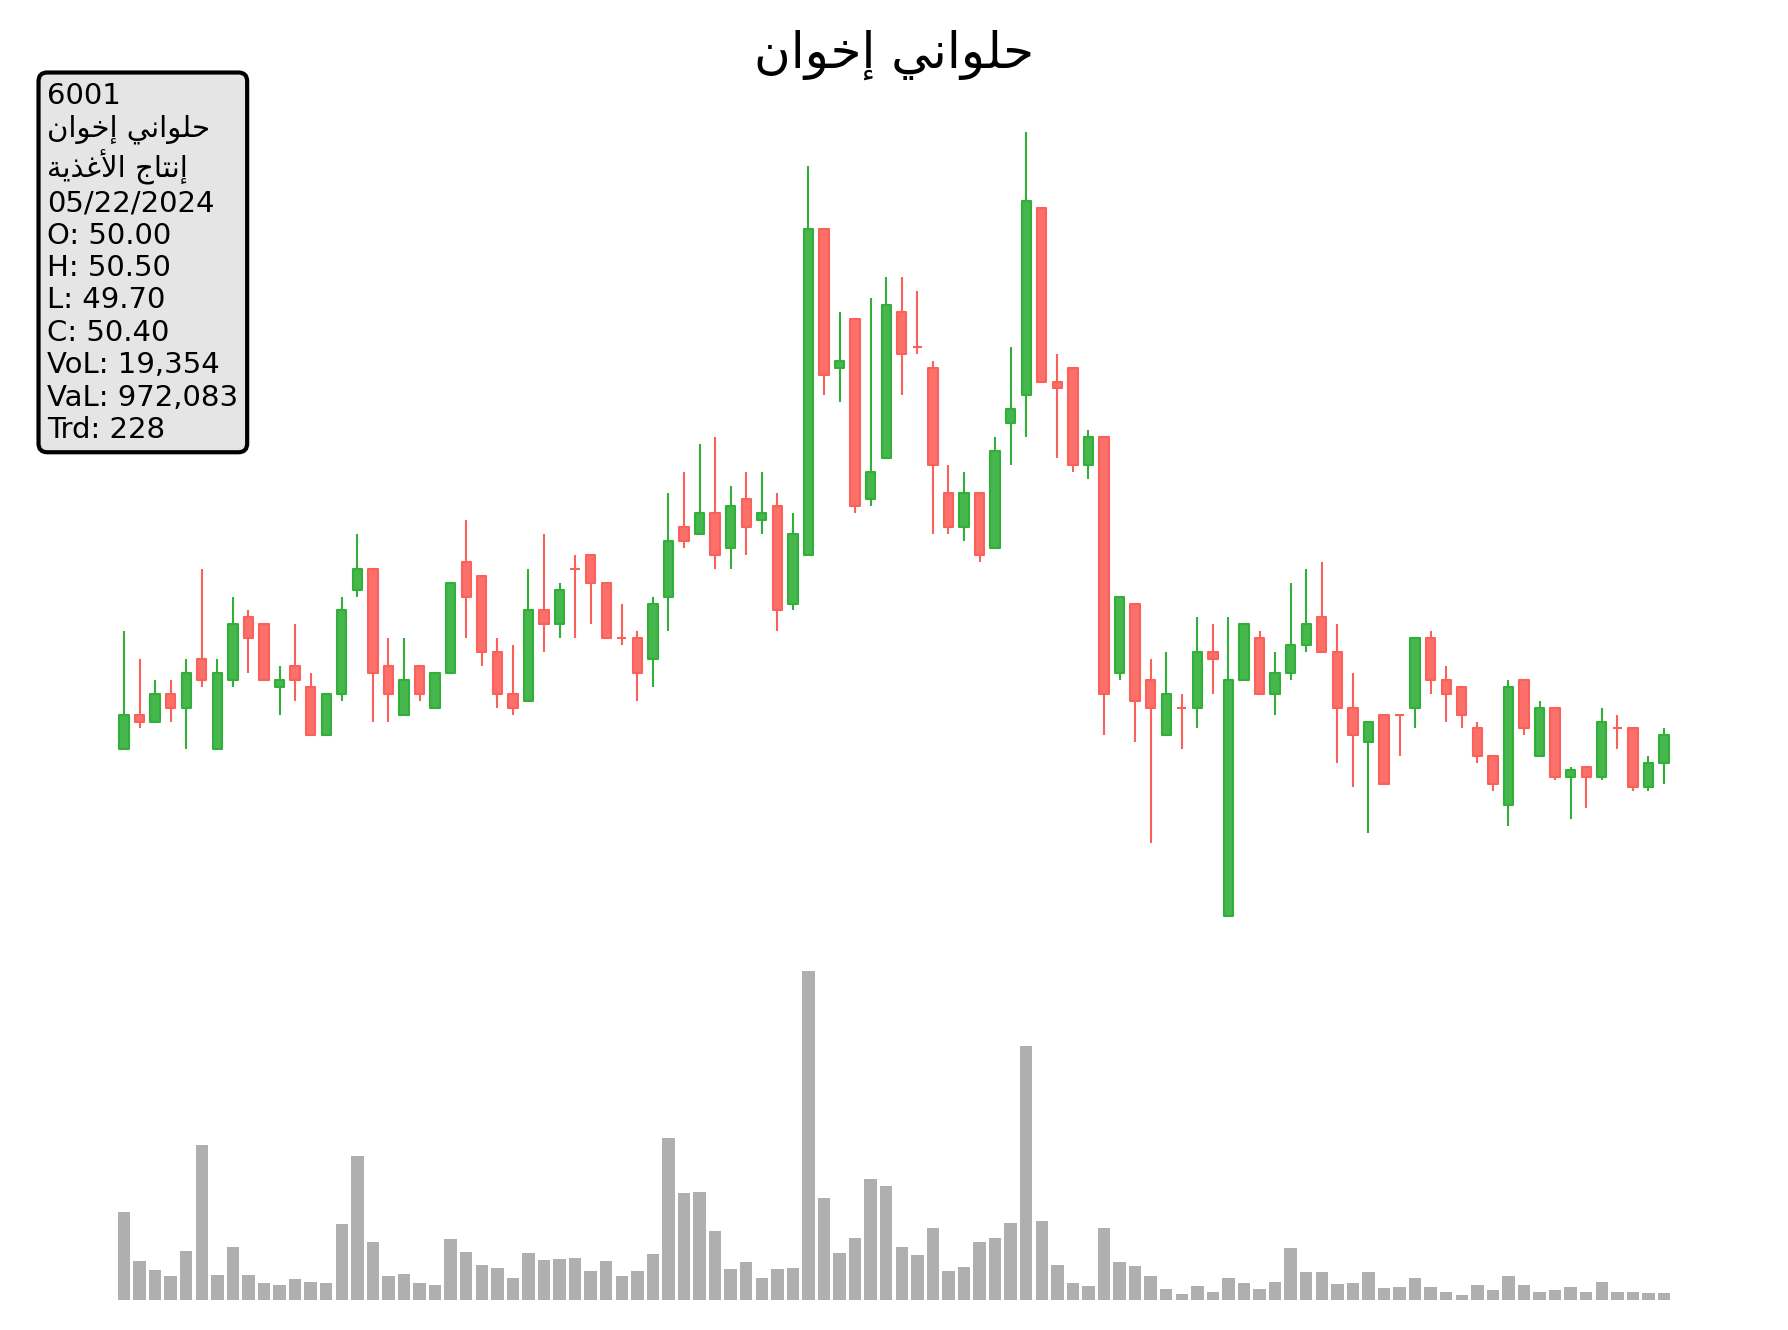 حلواني إخوان
6001
حلواني إخوان
إنتاج الأغذية
05/22/2024
O: 50.00
H: 50.50
L: 49.70
C: 50.40
VoL: 19,354
VaL: 972,083
Trd: 228